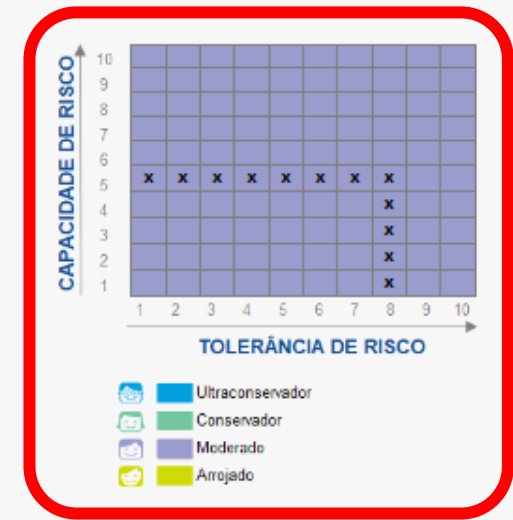 CAPACIDADE DE RISCO
10
9
8
7
6
5 x x x x x x x x
4 x
3 x
2 x
1 x
1 2 3 4 5 6 7 8 9 10
TOLERÂNCIA DE RISCO
Ultraconservador
Conservador
Moderado
Arrojado